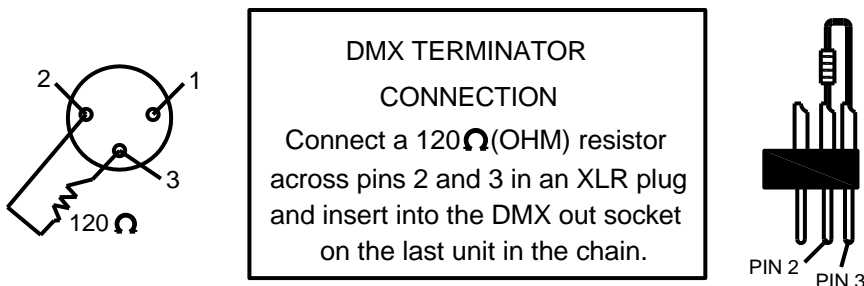 2
1
3
120 Ω
DMX TERMINATOR
CONNECTION
Connect a 120Ω(OHM) resistor
across pins 2 and 3 in an XLR plug
and insert into the DMX out socket
on the last unit in the chain.
PIN 2
PIN 3